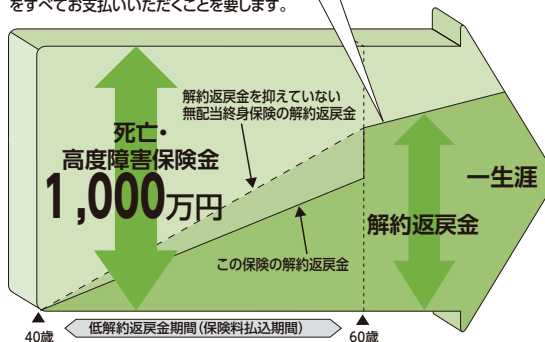 をすべてお支払いいただくことを要します。
解約返戻金を抑えていない
無配当終身保険の解約返戻金
死亡・
高度障害保険金
1,000万円
一生涯
解約返戻金
この保険の解約返戻金
40歳
低解約返戻金期間(保険料払込期間)
60歳